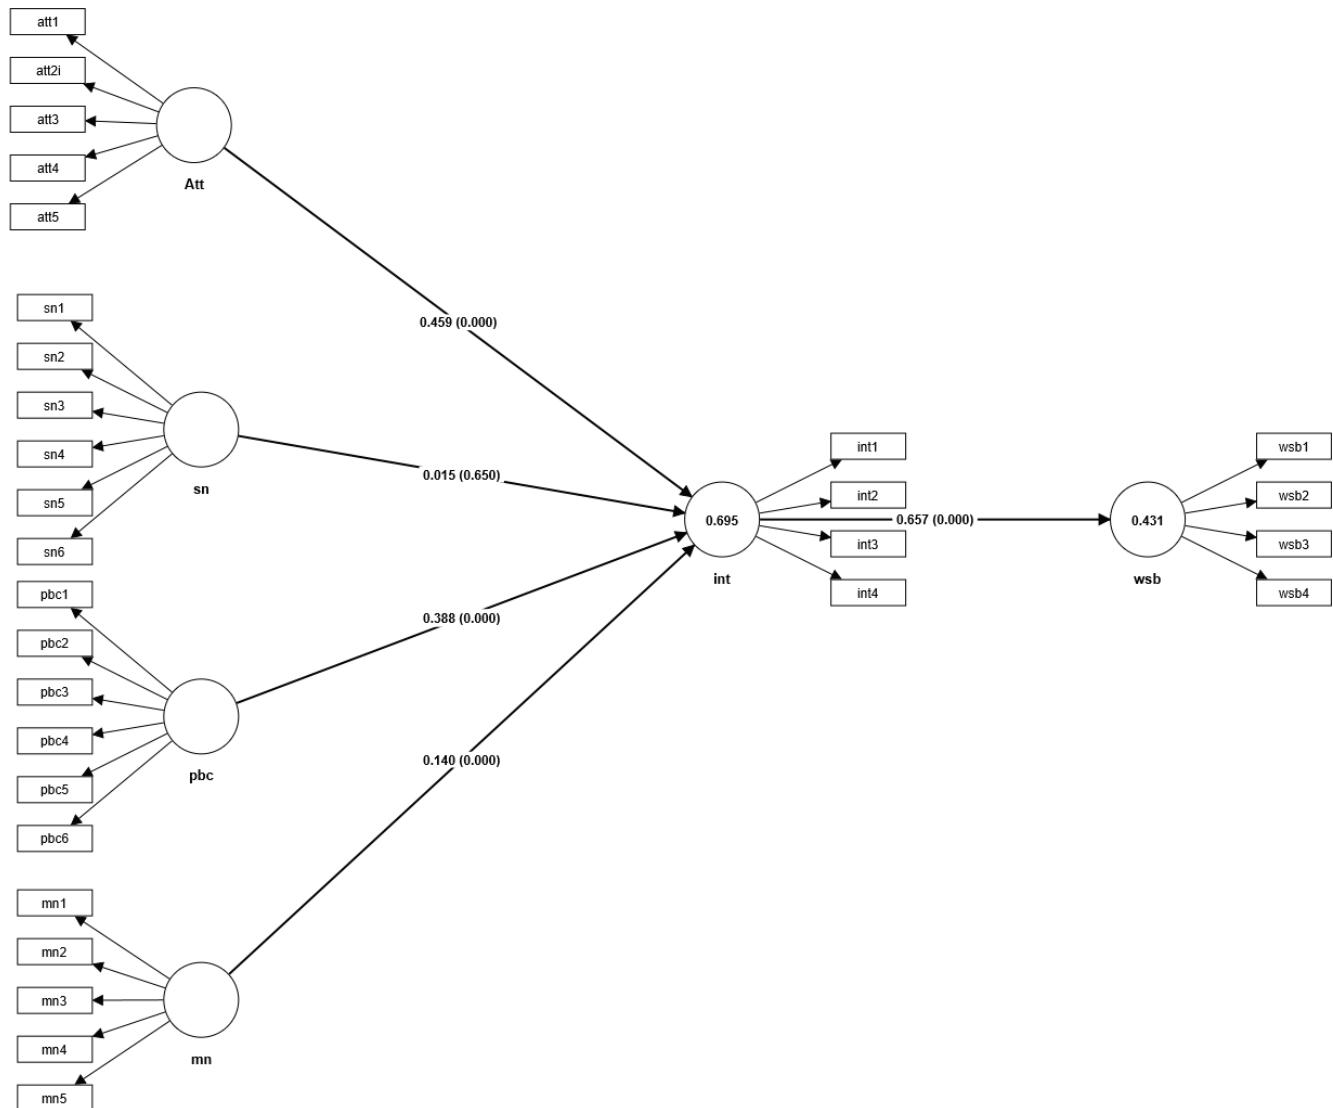 att1
att2i
att3
att4
att5
Att
0.459 (0.000)
sn1
sn2
sn3
sn4
sn5
sn6
sn
0.015 (0.650)
pbc1
pbc2
pbc3
pbc4
pbc5
pbc6
pbc
0.388 (0.000)
mn1
mn2
mn3
mn4
mn5
mn
0.140 (0.000)
0.695
int
int1
int2
int3
int4
0.657 (0.000)
0.431
wsb
wsb1
wsb2
wsb3
wsb4